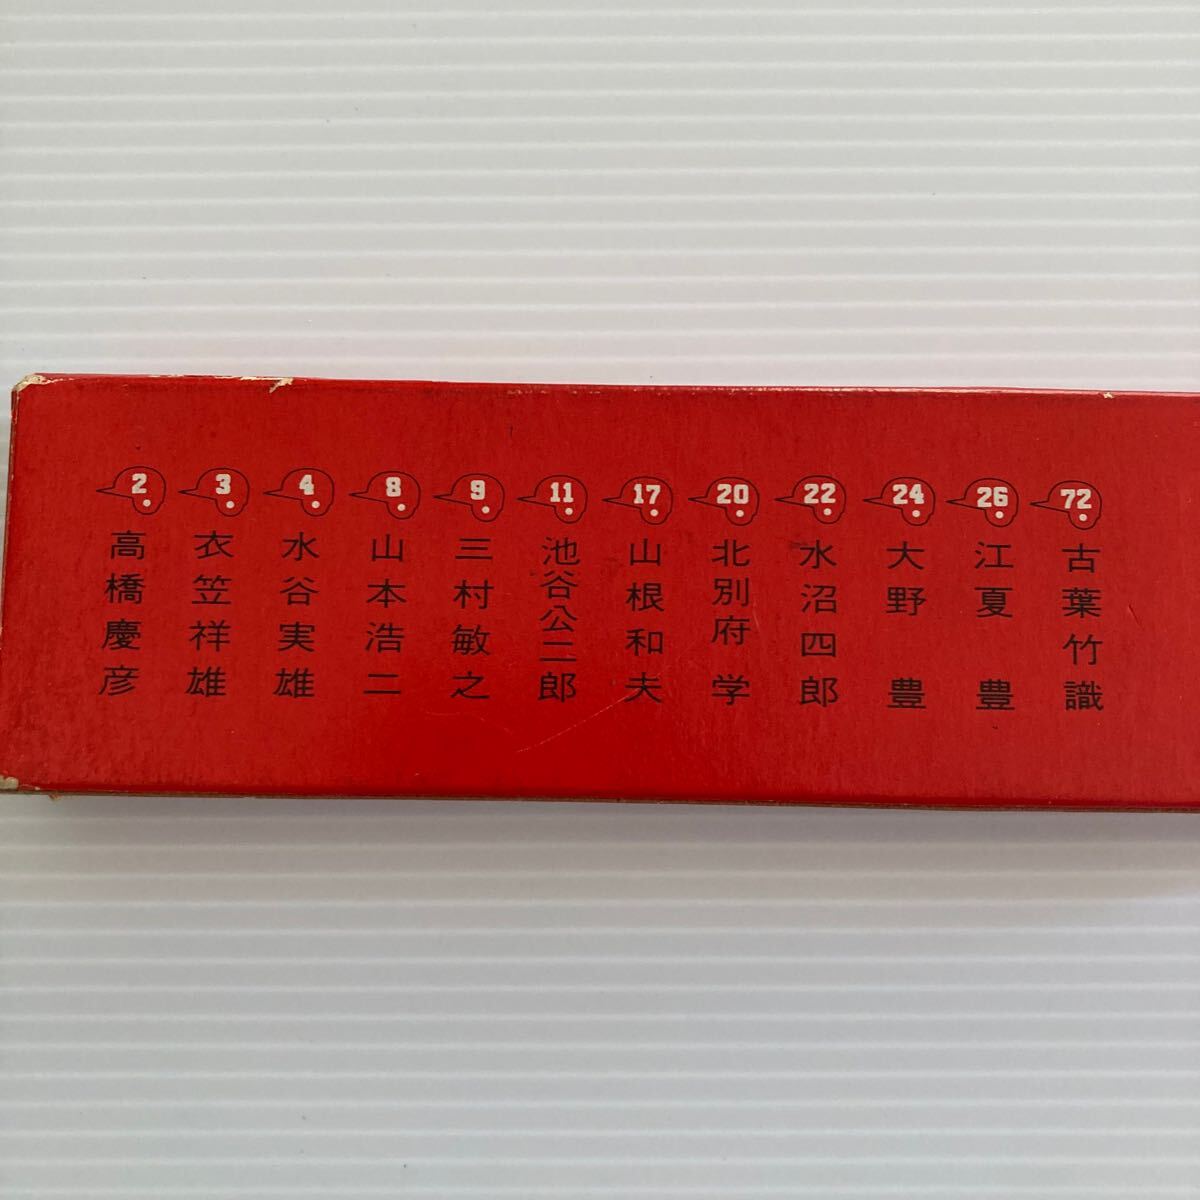 2 3 4 8 9 11 17 20 22 24 26 72
高橋慶彦
衣笠祥雄
水谷実雄
山本浩二
三村敏之
池谷公二郎
山根和夫
北別府学
水沼四郎
大野豊
江夏豊
古葉竹識